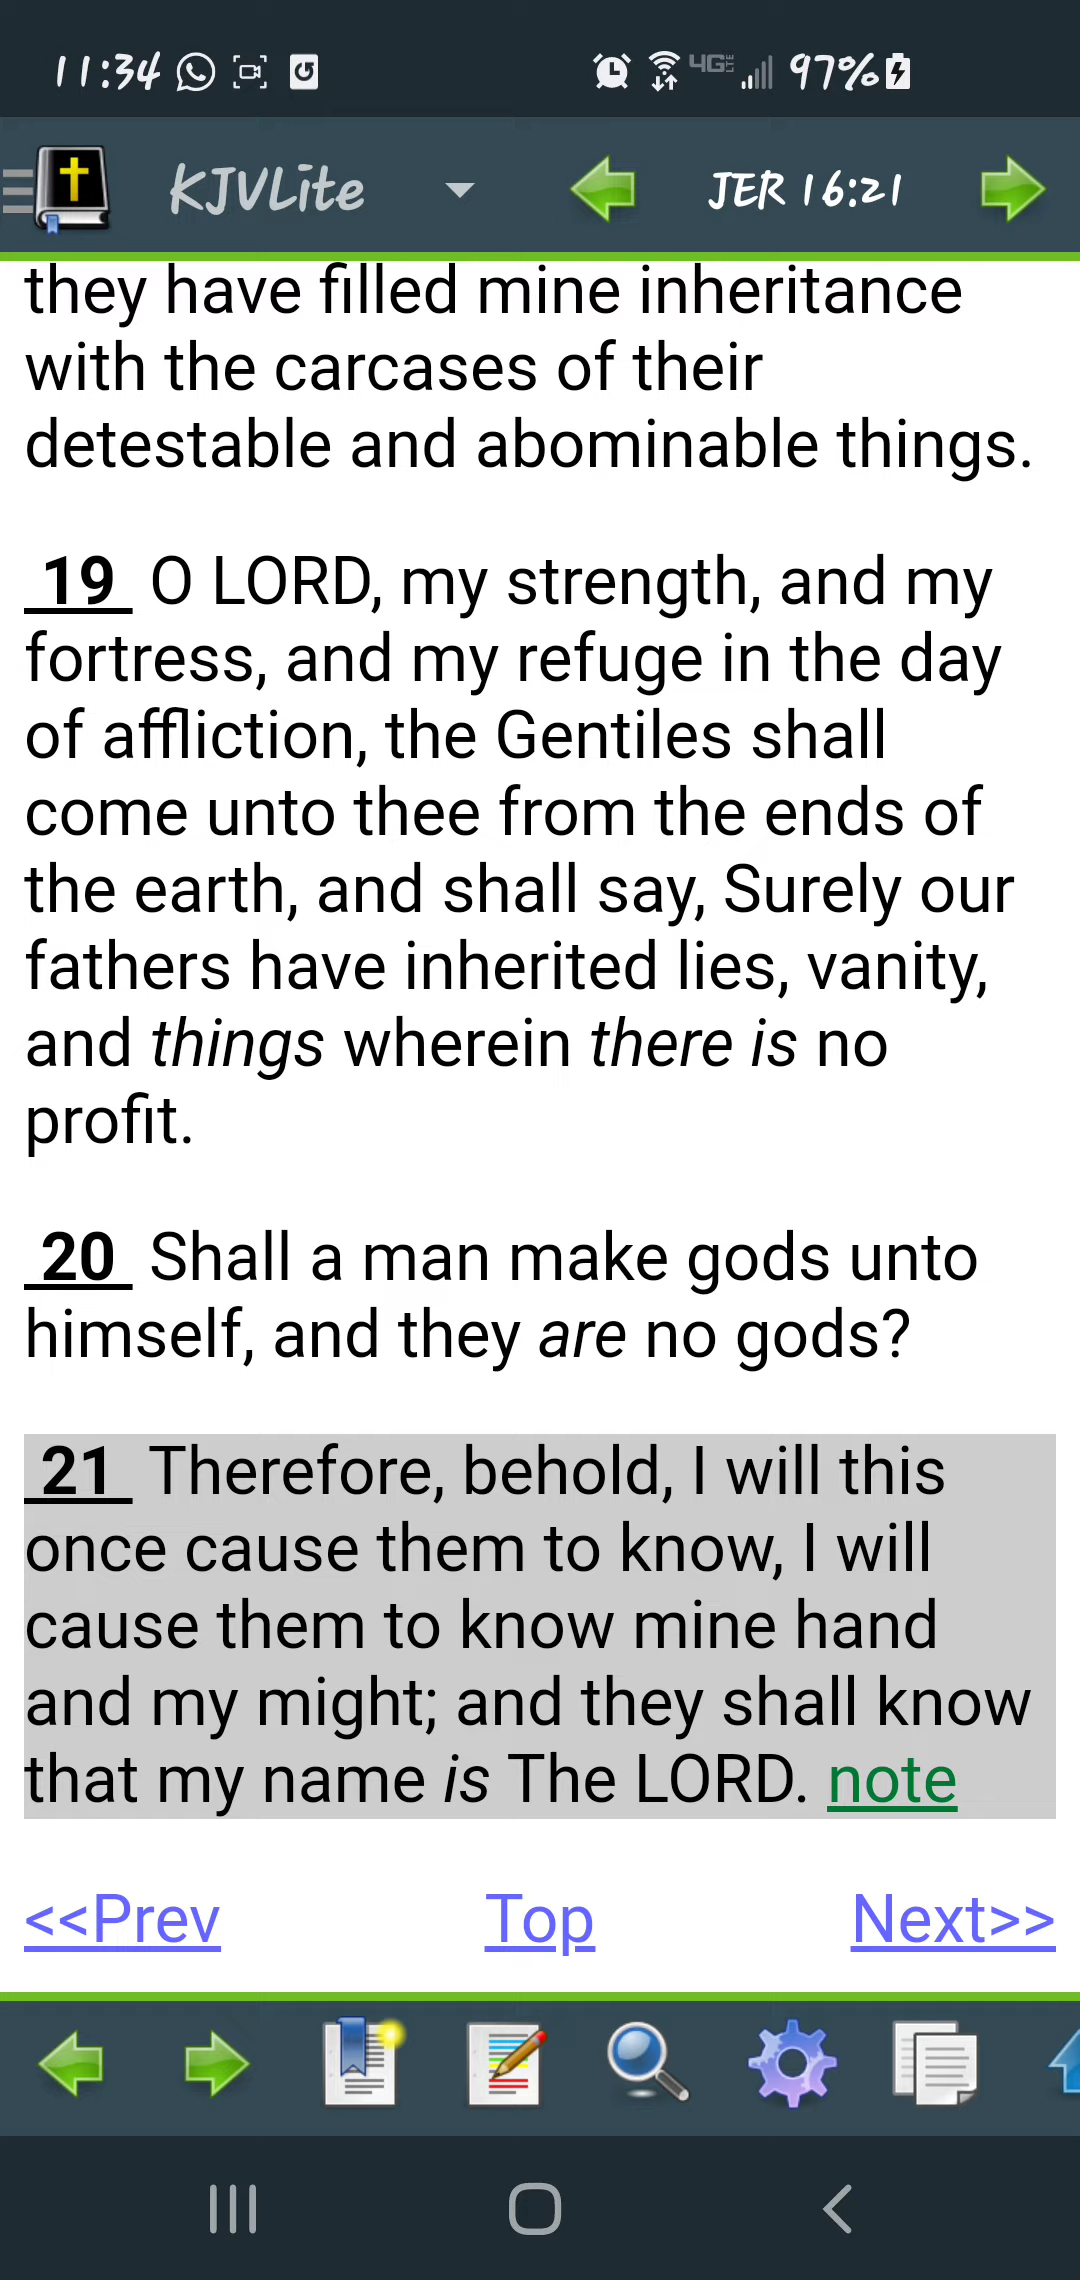 11:34 4G LTE 97%
KJVLite JER 16:21
they have filled mine inheritance
with the carcases of their
detestable and abominable things.
19 O LORD, my strength, and my
fortress, and my refuge in the day
of affliction, the Gentiles shall
come unto thee from the ends of
the earth, and shall say, Surely our
fathers have inherited lies, vanity,
and things wherein there is no
profit.
20 Shall a man make gods unto
himself, and they are no gods?
21 Therefore, behold, I will this
once cause them to know, I will
cause them to know mine hand
and my might; and they shall know
that my name is The LORD. note
<<Prev Top Next>>